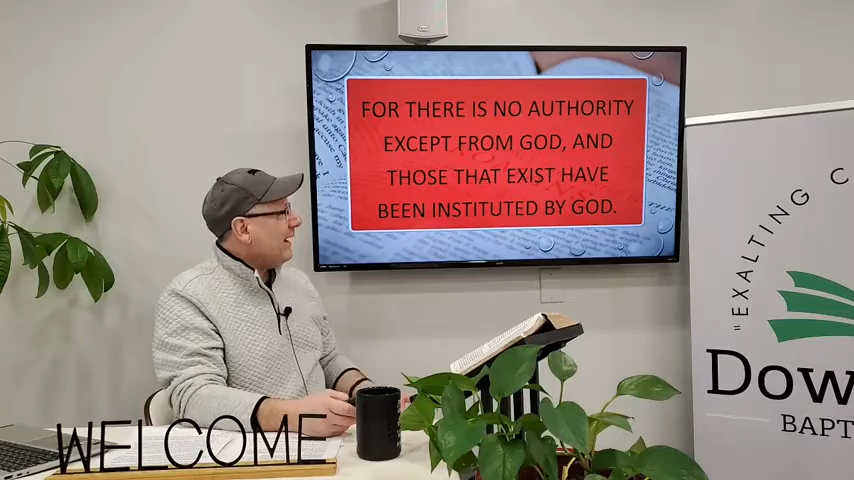 FOR THERE IS NO AUTHORITY
EXCEPT FROM GOD, AND
THOSE THAT EXIST HAVE
BEEN INSTITUTED BY GOD.
"EXALTING C
Dow
BAPT
WELCOME